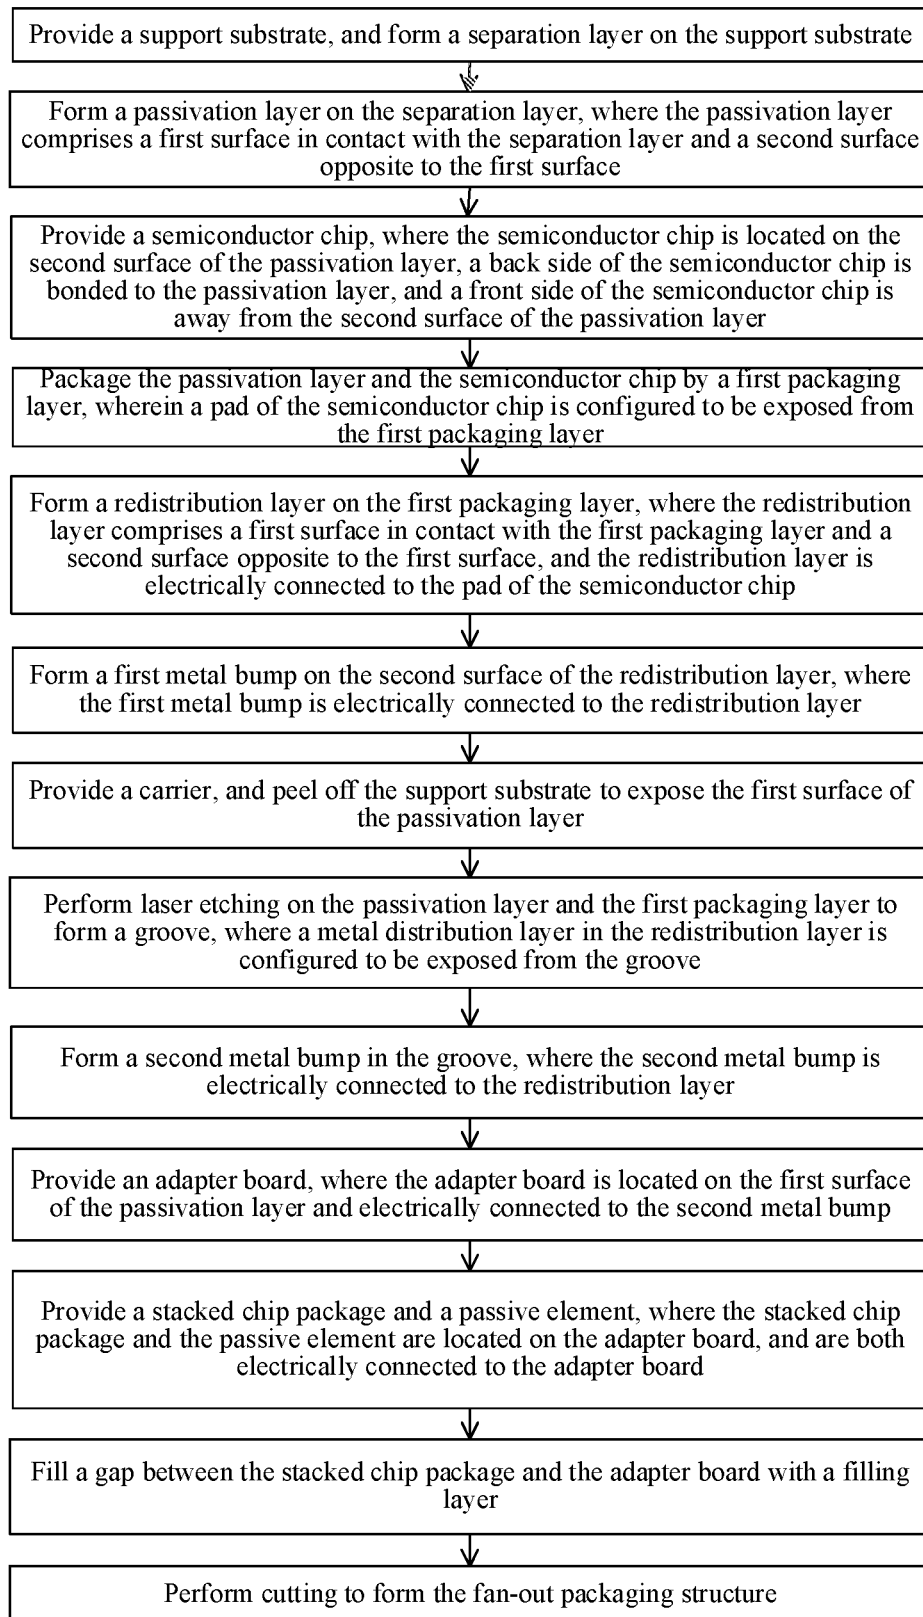 Provide a support substrate, and form a separation layer on the support substrate
Form a passivation layer on the separation layer, where the passivation layer
comprises a first surface in contact with the separation layer and a second surface
opposite to the first surface
Provide a semiconductor chip, where the semiconductor chip is located on the
second surface of the passivation layer, a back side of the semiconductor chip is
bonded to the passivation layer, and a front side of the semiconductor chip is
away from the second surface of the passivation layer
Package the passivation layer and the semiconductor chip by a first packaging
layer, wherein a pad of the semiconductor chip is configured to be exposed from
the first packaging layer
Form a redistribution layer on the first packaging layer, where the redistribution
layer comprises a first surface in contact with the first packaging layer and a
second surface opposite to the first surface, and the redistribution layer is
electrically connected to the pad of the semiconductor chip
Form a first metal bump on the second surface of the redistribution layer, where
the first metal bump is electrically connected to the redistribution layer
Provide a carrier, and peel off the support substrate to expose the first surface of
the passivation layer
Perform laser etching on the passivation layer and the first packaging layer to
form a groove, where a metal distribution layer in the redistribution layer is
configured to be exposed from the groove
Form a second metal bump in the groove, where the second metal bump is
electrically connected to the redistribution layer
Provide an adapter board, where the adapter board is located on the first surface
of the passivation layer and electrically connected to the second metal bump
Provide a stacked chip package and a passive element, where the stacked chip
package and the passive element are located on the adapter board, and are both
electrically connected to the adapter board
Fill a gap between the stacked chip package and the adapter board with a filling
layer
Perform cutting to form the fan-out packaging structure